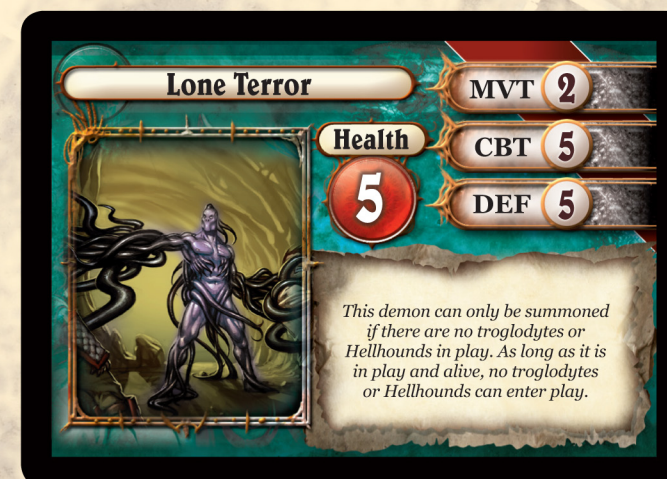 Lone Terror
MVT 2
Health
5
CBT 5
DEF 5
This demon can only be summoned
if there are no troglodytes or
Hellhounds in play. As long as it is
in play and alive, no troglodytes
or Hellhounds can enter play.